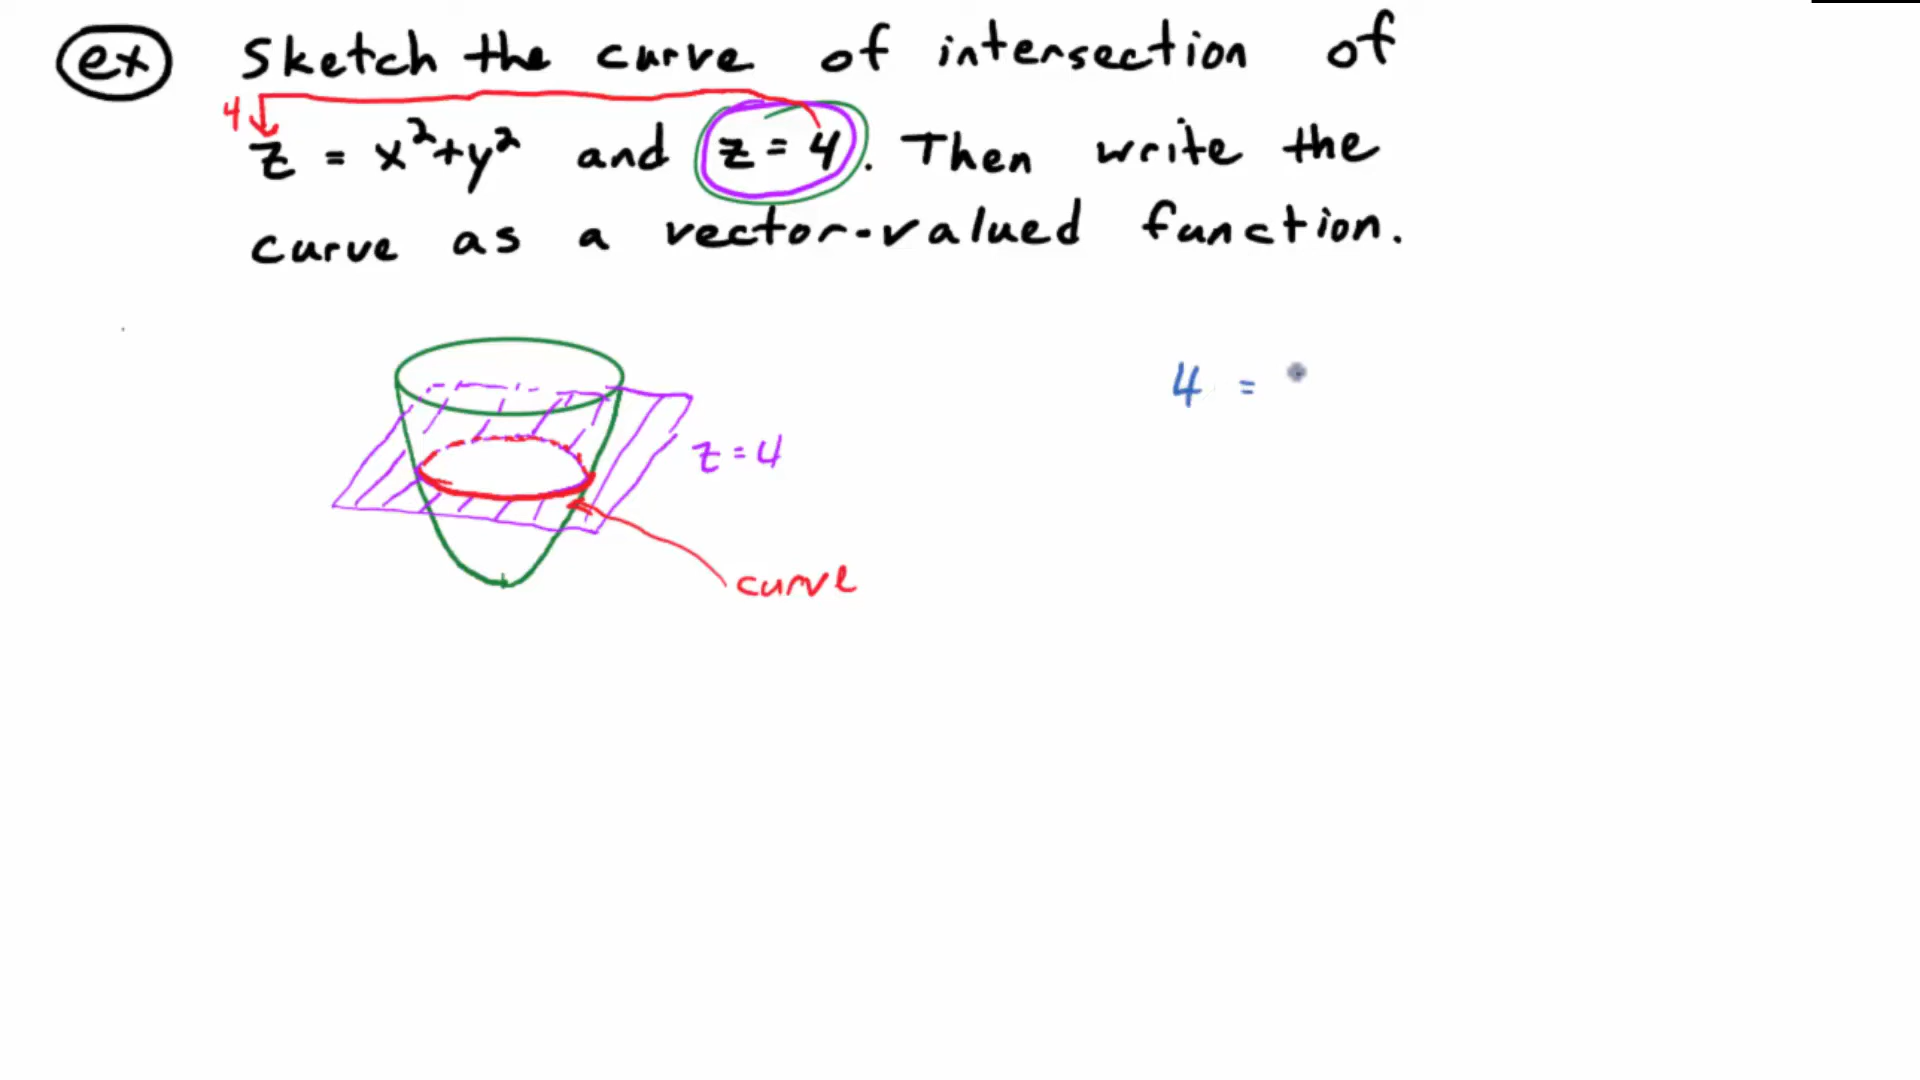 ex Sketch the curve of intersection of
4
z = x²+y² and z = 4. Then write the
curve as a vector-valued function.
4 =
z = 4
curve